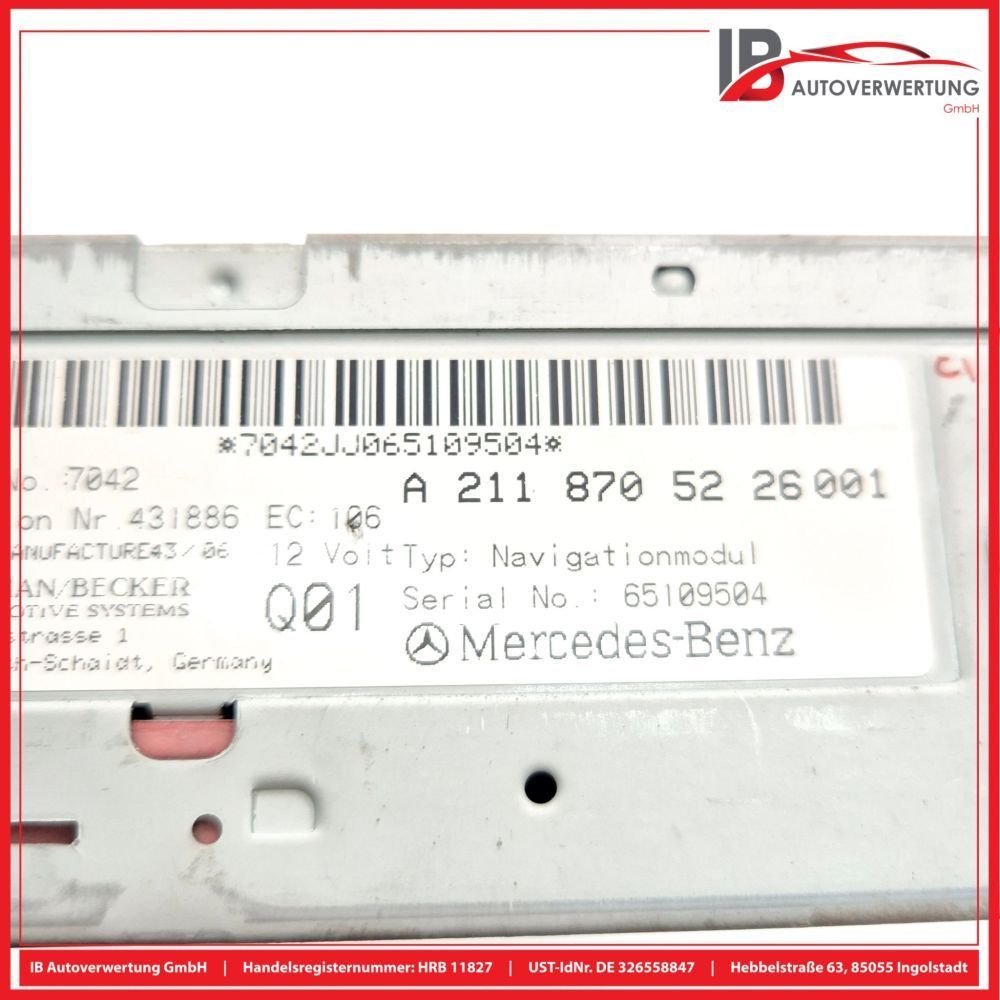 IB
AUTOVERWERTUNG
GmbH
*7042JJ065109504*
No. :7042
A 211 870 52 26 001
on Nr.431886 EC: 106
ANUFACTURE43/06
12 Volt Typ: Navigationmodul
AN/BECKER
OTIVE SYSTEMS
Q01
Serial No.: 65109504
strasse 1
h-Schaidt, Germany
Mercedes-Benz
IB Autoverwertung GmbH | Handelsregisternummer: HRB 11827 | UST-IdNr. DE 326558847 | Hebbelstraße 63, 85055 Ingolstadt